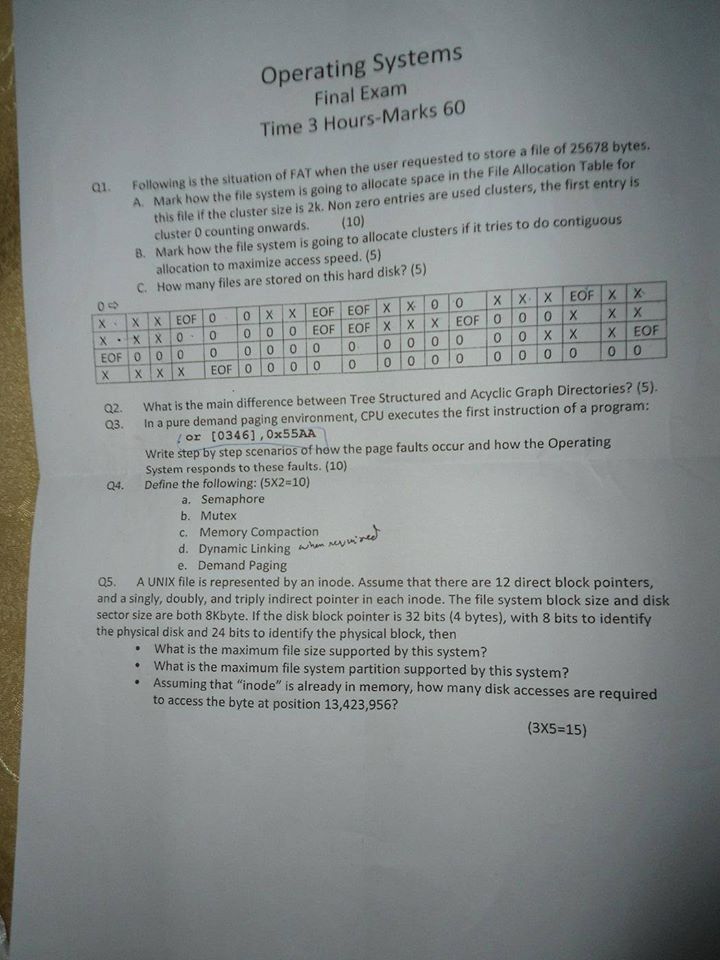 Operating Systems
Final Exam
Time 3 Hours-Marks 60
Q1. Following is the situation of FAT when the user requested to store a file of 25678 bytes.
A. Mark how the file system is going to allocate space in the File Allocation Table for
this file if the cluster size is 2k. Non zero entries are used clusters, the first entry is
cluster 0 counting onwards. (10)
B. Mark how the file system is going to allocate clusters if it tries to do contiguous
allocation to maximize access speed. (5)
C. How many files are stored on this hard disk? (5)
0 ⇨
X X X EOF 0 0 X X EOF EOF X X 0 0 X X X EOF X X
X X X 0 0 0 0 0 EOF EOF X X X EOF 0 0 0 X X X
EOF 0 0 0 0 0 0 0 0 0 0 0 0 0 0 0 X X X EOF
X X X X EOF 0 0 0 0 0 0 0 0 0 0 0 0 0 0 0
Q2. What is the main difference between Tree Structured and Acyclic Graph Directories? (5).
Q3. In a pure demand paging environment, CPU executes the first instruction of a program:
or [0346],0x55AA
Write step by step scenarios of how the page faults occur and how the Operating
System responds to these faults. (10)
Q4. Define the following: (5X2=10)
a. Semaphore
b. Mutex
c. Memory Compaction
d. Dynamic Linking when required
e. Demand Paging
Q5. A UNIX file is represented by an inode. Assume that there are 12 direct block pointers,
and a singly, doubly, and triply indirect pointer in each inode. The file system block size and disk
sector size are both 8Kbyte. If the disk block pointer is 32 bits (4 bytes), with 8 bits to identify
the physical disk and 24 bits to identify the physical block, then
• What is the maximum file size supported by this system?
• What is the maximum file system partition supported by this system?
• Assuming that "inode" is already in memory, how many disk accesses are required
to access the byte at position 13,423,956?
(3X5=15)